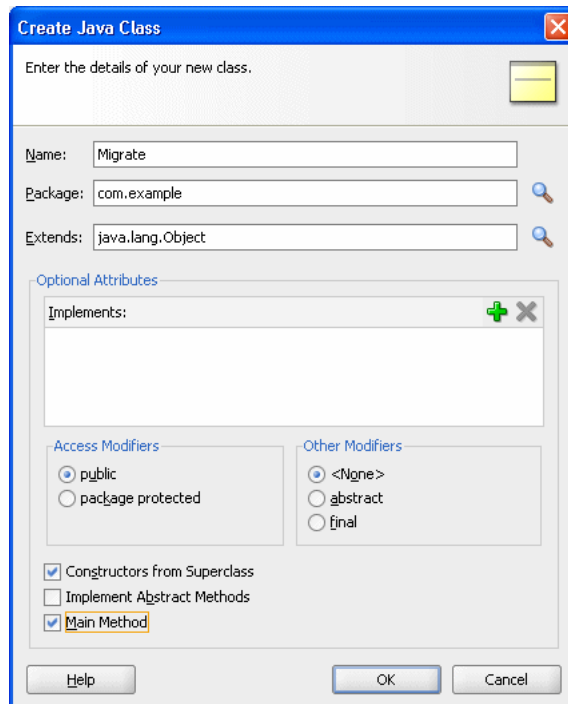 Create Java Class
Enter the details of your new class.
Name: Migrate
Package: com.example
Extends: java.lang.Object
Optional Attributes
Implements:
Access Modifiers
public
package protected
Other Modifiers
<None>
abstract
final
Constructors from Superclass
Implement Abstract Methods
Main Method
Help OK Cancel